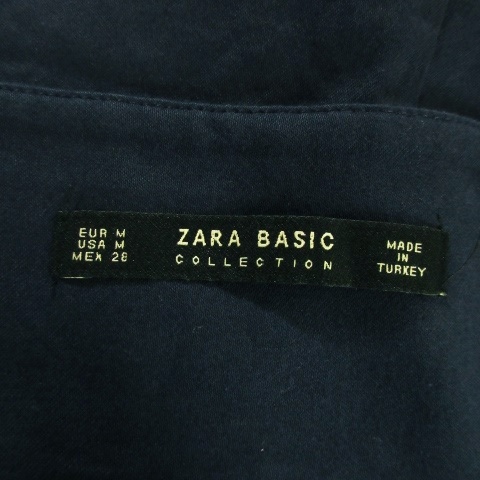 EUR M
USA M
MEX 28
ZARA BASIC
COLLECTION
MADE
IN
TURKEY